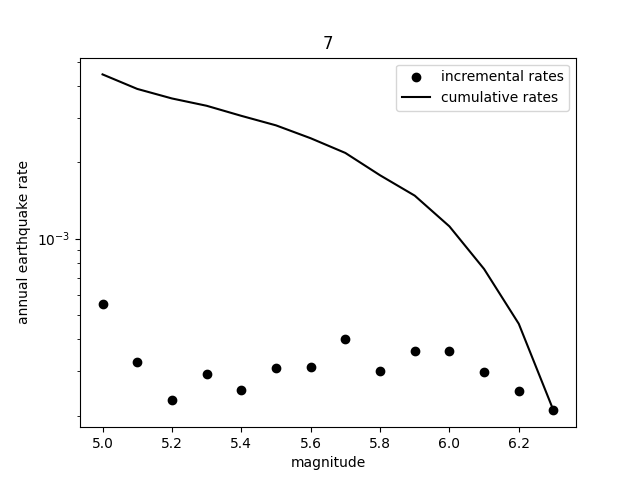 7
incremental rates
cumulative rates
annual earthquake rate
10⁻³
5.0 5.2 5.4 5.6 5.8 6.0 6.2
magnitude